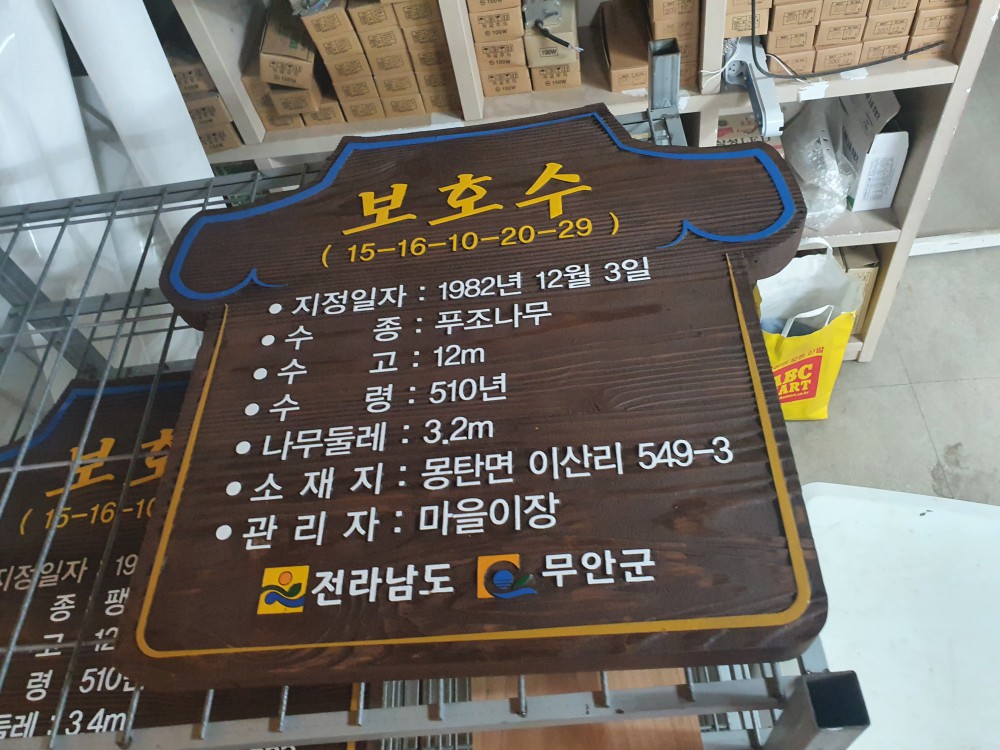 보호수
( 15-16-10-20-29 )
• 지정일자 : 1982년 12월 3일
• 수 종 : 푸조나무
• 수 고 : 12m
• 수 령 : 510년
• 나무둘레 : 3.2m
• 소 재 지 : 몽탄면 이산리 549-3
• 관 리 자 : 마을이장
전라남도 무안군
보호
( 15-16-10
지정일자 : 19
종 : 팽
고 : 12
령 : 510년
둘레 : 3.4m
ABC
MART
100W
100W
100W